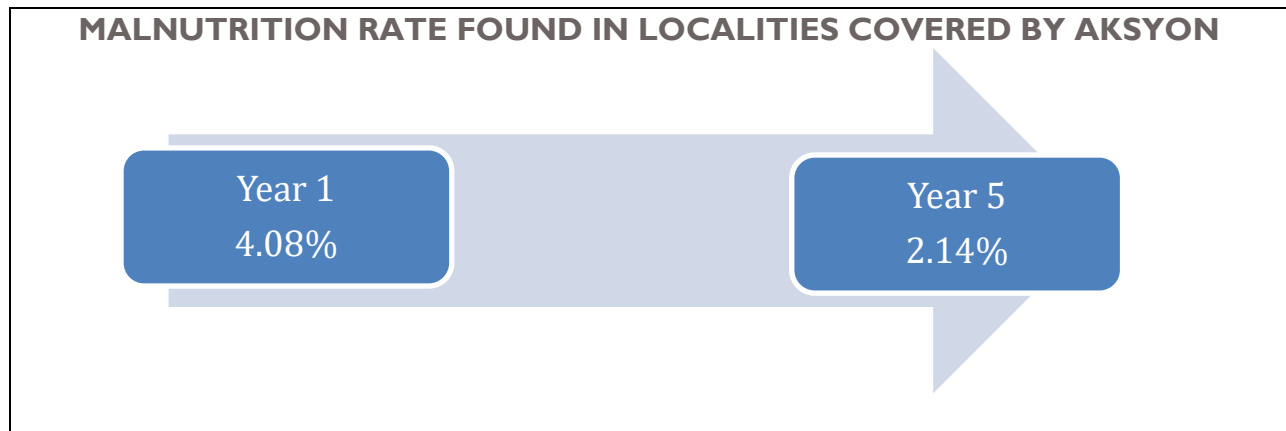 MALNUTRITION RATE FOUND IN LOCALITIES COVERED BY AKSYON
Year 1
4.08%
Year 5
2.14%